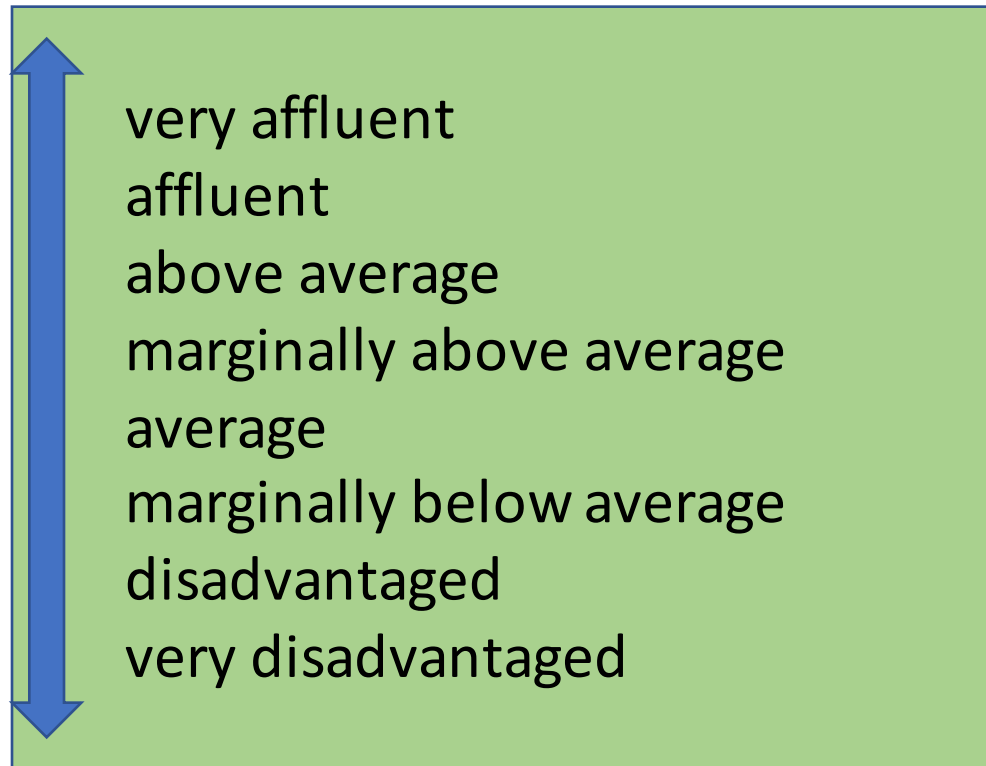 very affluent
affluent
above average
marginally above average
average
marginally below average
disadvantaged
very disadvantaged